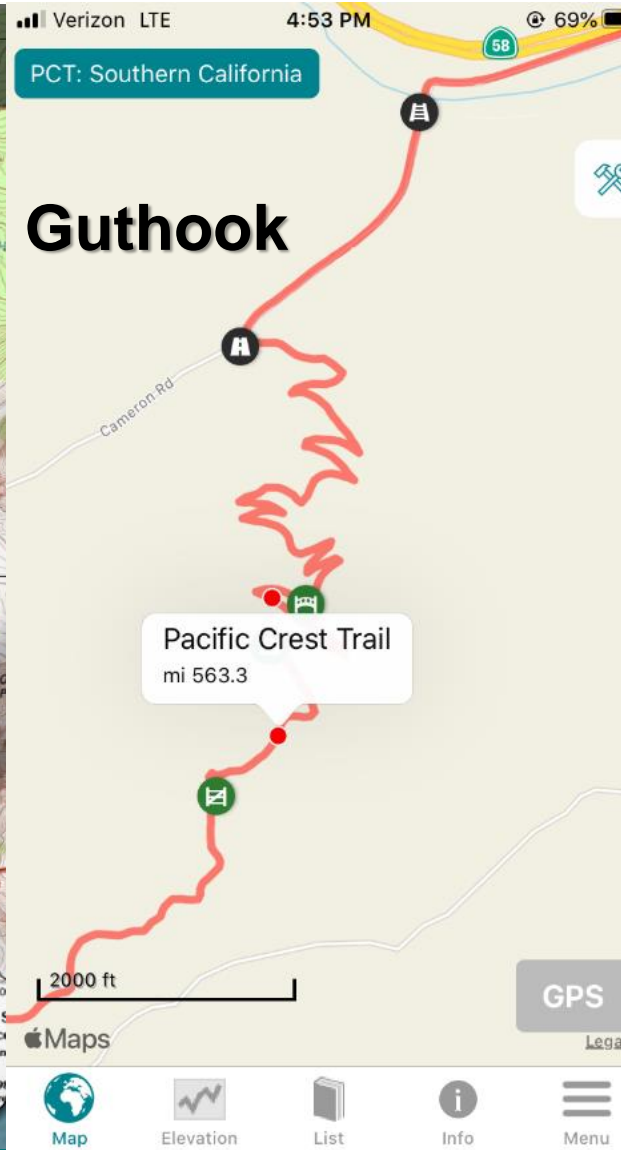 Verizon LTE 4:53 PM 69%
58
PCT: Southern California
Guthook
Cameron Rd
Pacific Crest Trail
mi 563.3
2000 ft
GPS
Maps
Lega
Map Elevation List Info Menu